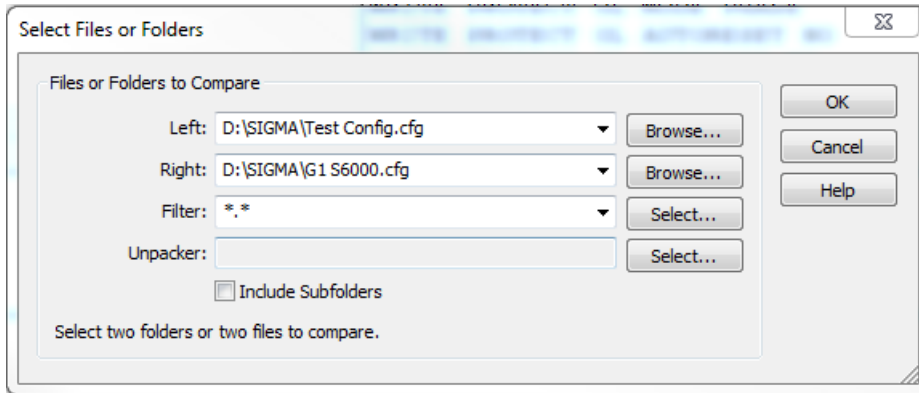 Select Files or Folders
Files or Folders to Compare
Left: D:\SIGMA\Test Config.cfg Browse...
Right: D:\SIGMA\G1 S6000.cfg Browse...
Filter: *.* Select...
Unpacker: Select...
Include Subfolders
Select two folders or two files to compare.
OK
Cancel
Help